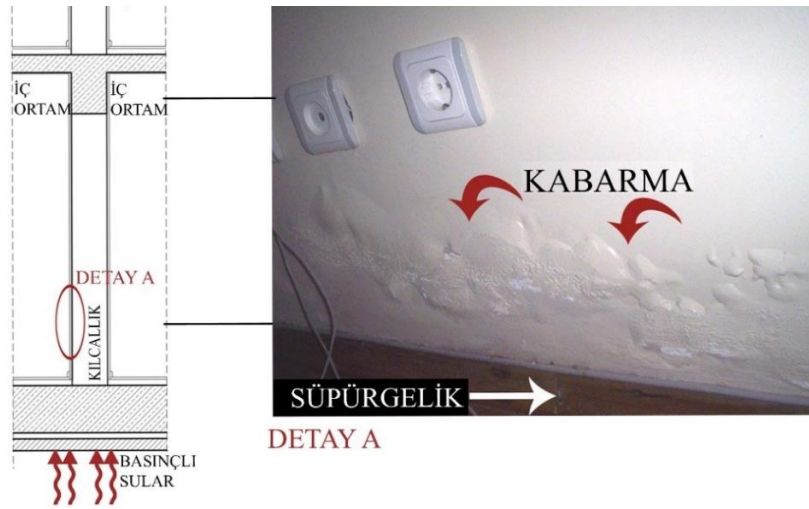 İÇ
ORTAM
İÇ
ORTAM
DETAY A
KILCALLIK
BASINÇLI
SULAR
KABARMA
SÜPÜRGELİK
DETAY A